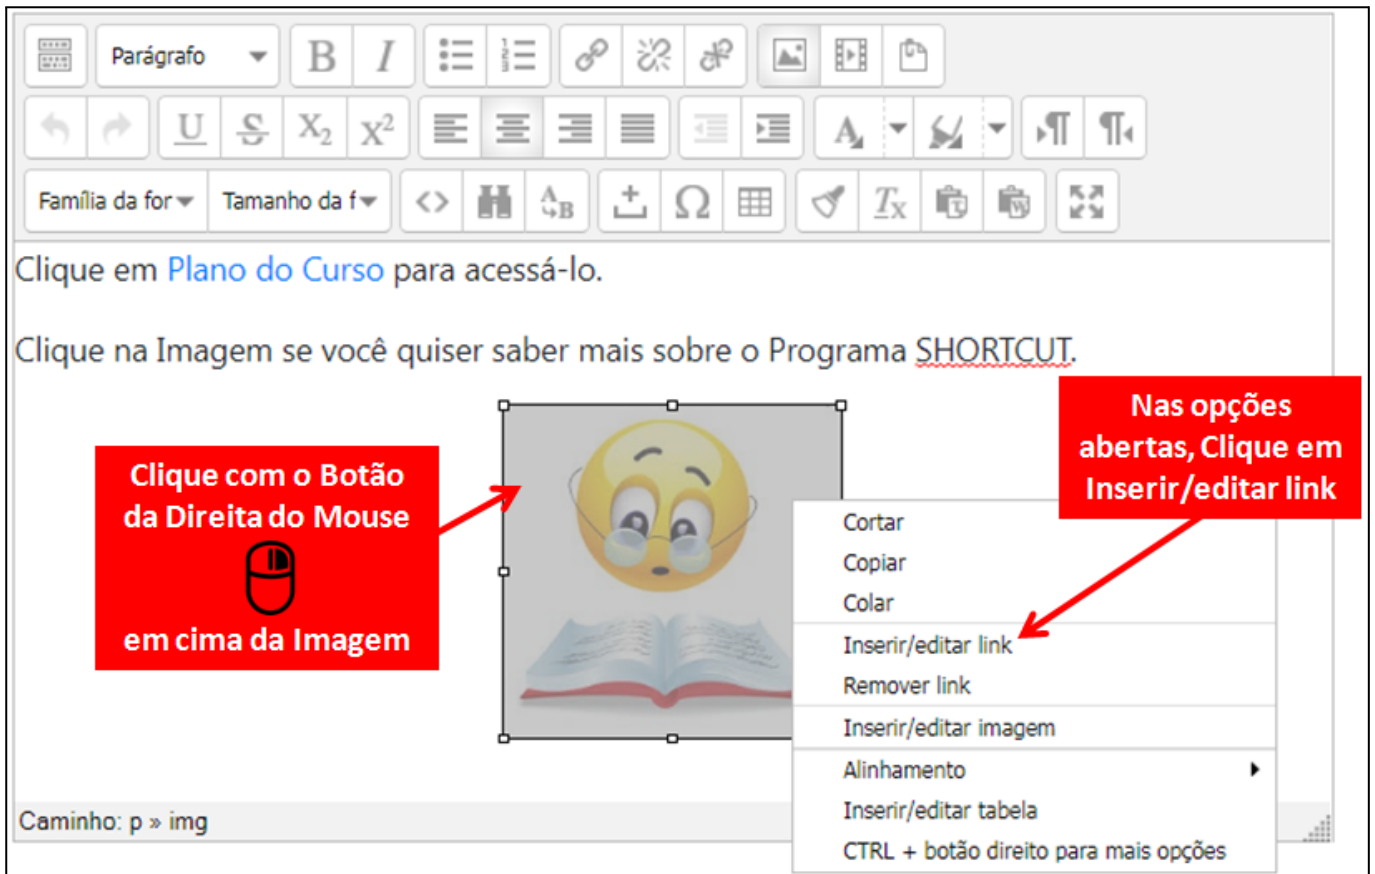 Parágrafo
B I
U S X2 X2
A
Família da for Tamanho da f
A
B
Ω
Tx
T
W
Clique em Plano do Curso para acessá-lo.
Clique na Imagem se você quiser saber mais sobre o Programa SHORTCUT.
Nas opções
abertas, Clique em
Inserir/editar link
Clique com o Botão
da Direita do Mouse
em cima da Imagem
Cortar
Copiar
Colar
Inserir/editar link
Remover link
Inserir/editar imagem
Alinhamento
Inserir/editar tabela
CTRL + botão direito para mais opções
Caminho: p » img